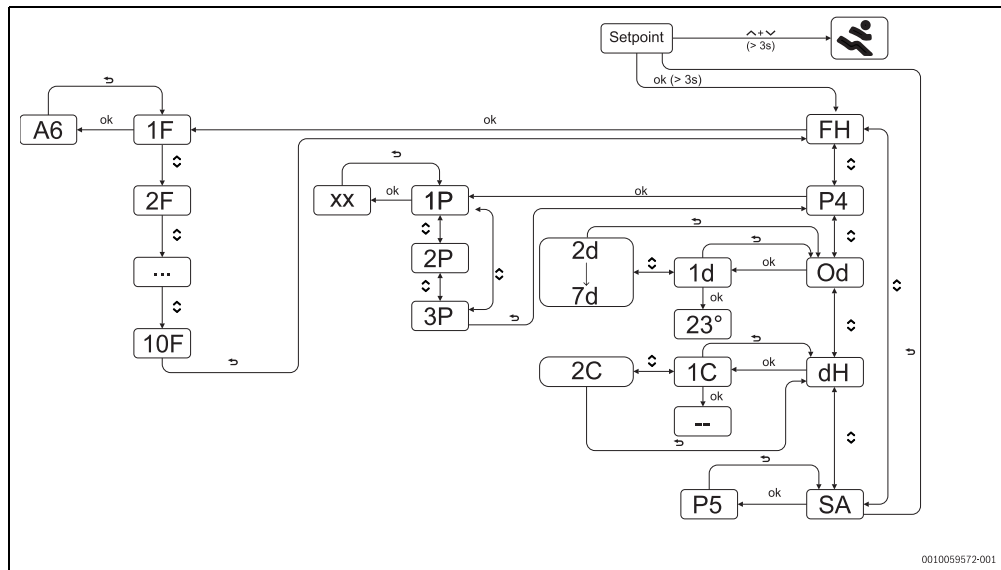 Setpoint
(> 3s)
ok (> 3s)
A6
ok
1F
ok
FH
2F
xx
ok
1P
ok
P4
...
2P
2d
7d
1d
ok
Od
ok
10F
3P
23°
2C
1C
ok
dH
ok
--
P5
ok
SA
0010059572-001